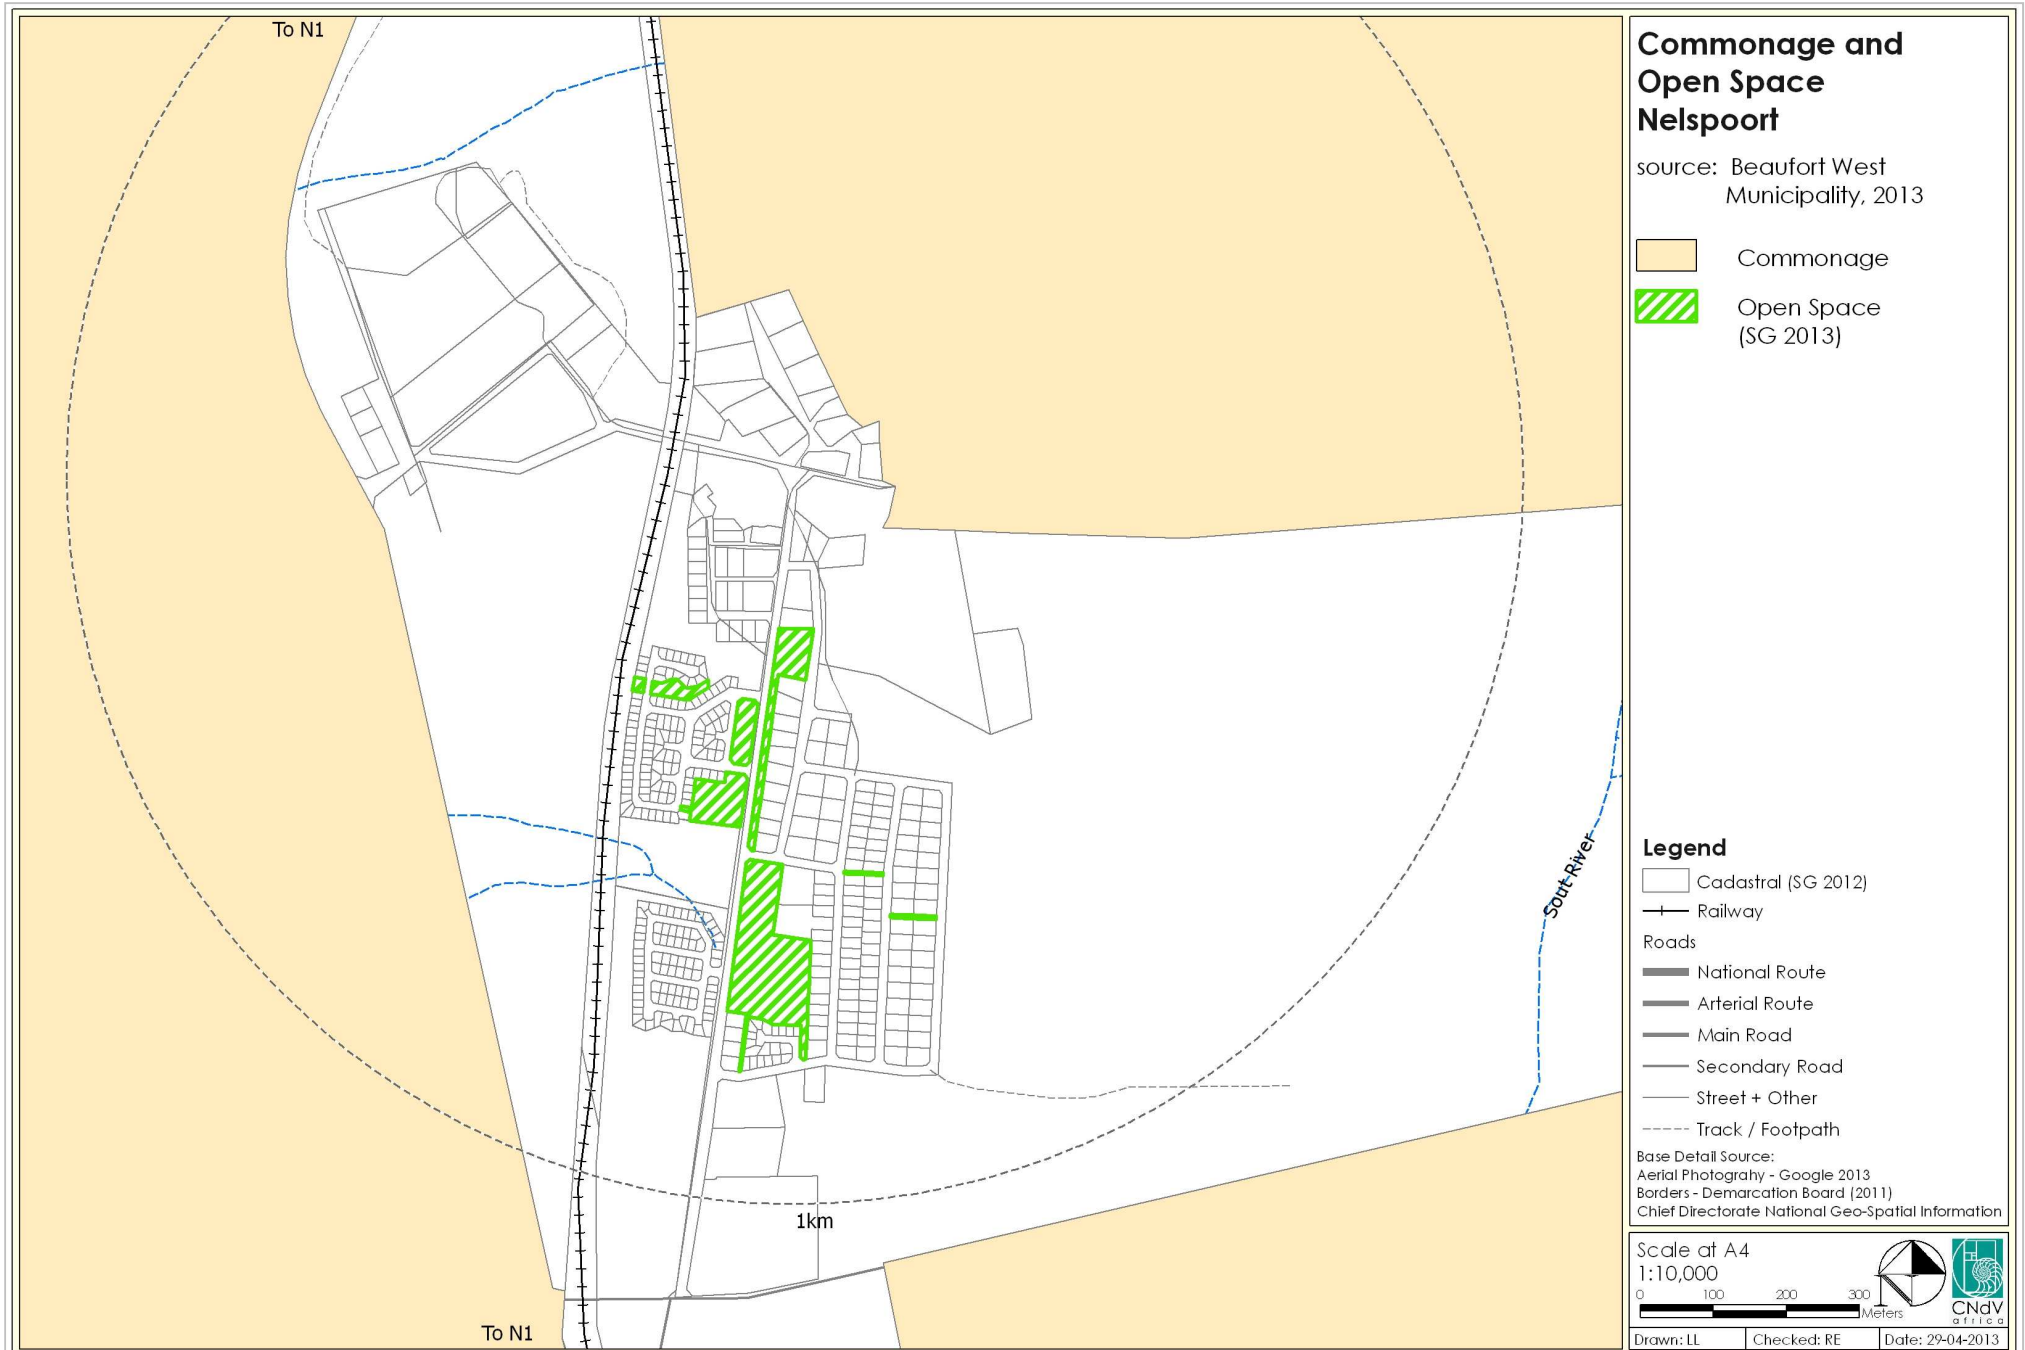 To N1
Commonage and
Open Space
Nelspoort
source: Beaufort West
Municipality, 2013
Commonage
Open Space
(SG 2013)
Sout River
Legend
Cadastral (SG 2012)
Railway
Roads
National Route
Arterial Route
Main Road
Secondary Road
Street + Other
Track / Footpath
Base Detail Source:
Aerial Photograhy - Google 2013
Borders - Demarcation Board (2011)
Chief Directorate National Geo-Spatial Information
1km
To N1
Scale at A4
1:10,000
0 100 200 300
Meters
CNdV
africa
Drawn: LL Checked: RE Date: 29-04-2013